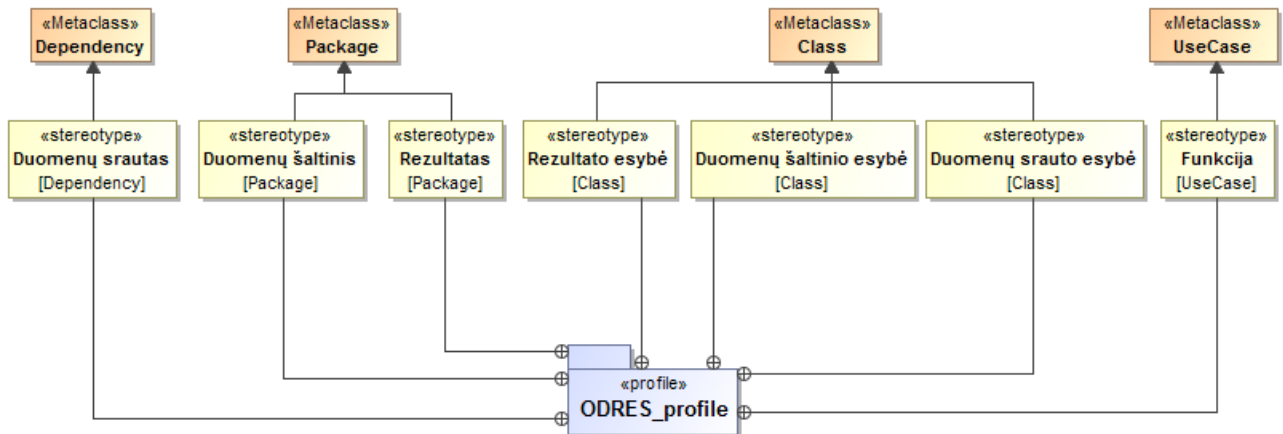 «Metaclass»
Dependency
«Metaclass»
Package
«Metaclass»
Class
«Metaclass»
UseCase
«stereotype»
Duomenų srautas
[Dependency]
«stereotype»
Duomenų šaltinis
[Package]
«stereotype»
Rezultatas
[Package]
«stereotype»
Rezultato esybė
[Class]
«stereotype»
Duomenų šaltinio esybė
[Class]
«stereotype»
Duomenų srauto esybė
[Class]
«stereotype»
Funkcija
[UseCase]
«profile»
ODRES_profile